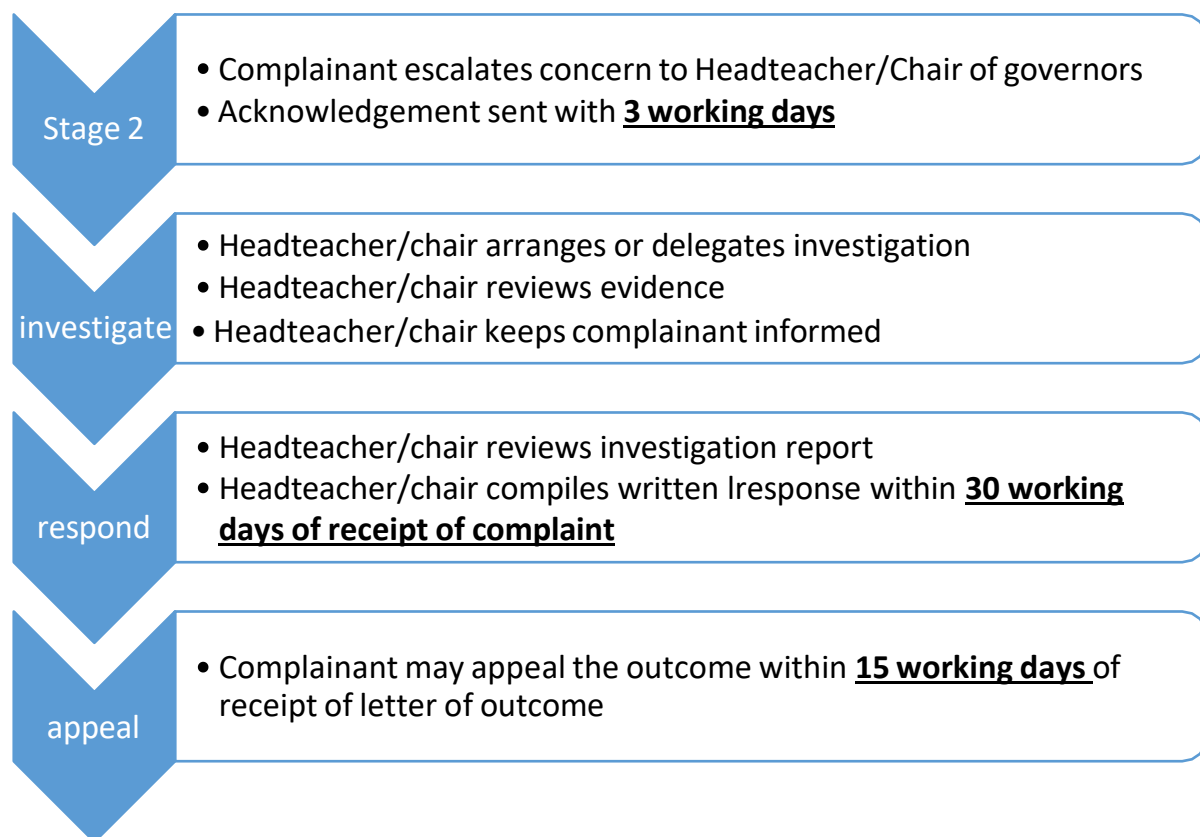 Stage 2
• Complainant escalates concern to Headteacher/Chair of governors
• Acknowledgement sent with 3 working days
investigate
• Headteacher/chair arranges or delegates investigation
• Headteacher/chair reviews evidence
• Headteacher/chair keeps complainant informed
respond
• Headteacher/chair reviews investigation report
• Headteacher/chair compiles written lresponse within 30 working
days of receipt of complaint
appeal
• Complainant may appeal the outcome within 15 working days of
receipt of letter of outcome